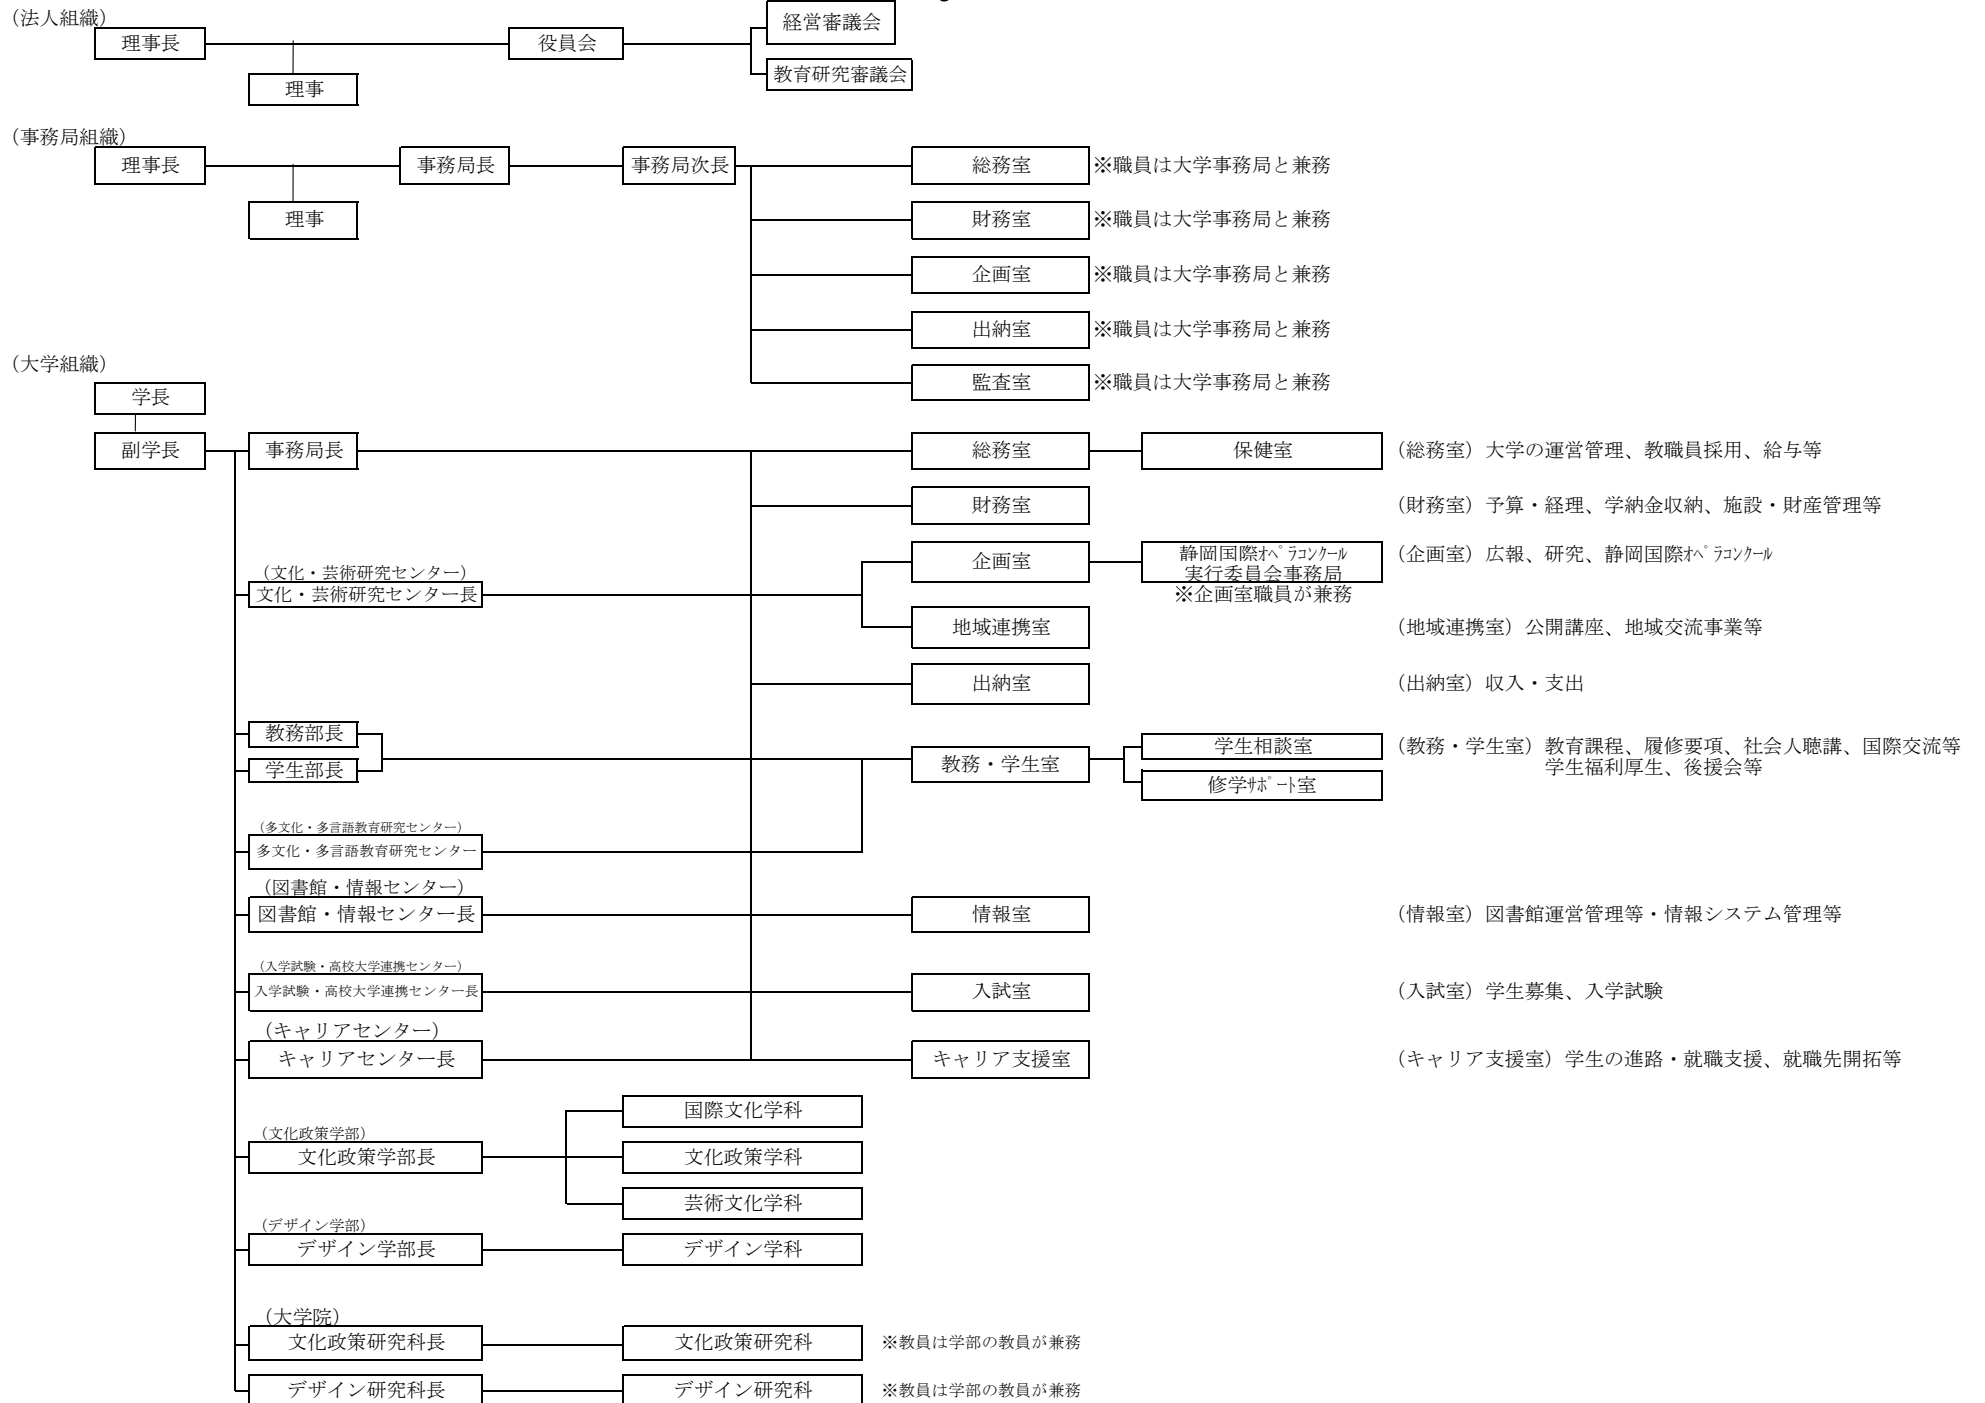 （法人組織）
経営審議会
理事長　役員会
教育研究審議会
理事
（事務局組織）
理事長　事務局長　事務局次長　総務室　※職員は大学事務局と兼務
理事　財務室　※職員は大学事務局と兼務
企画室　※職員は大学事務局と兼務
出納室　※職員は大学事務局と兼務
（大学組織）
監査室　※職員は大学事務局と兼務
学長
副学長　事務局長　総務室　保健室　（総務室）大学の運営管理、教職員採用、給与等
財務室　（財務室）予算・経理、学納金収納、施設・財産管理等
企画室　静岡国際ｵﾍﾟﾗｺﾝｸｰﾙ　（企画室）広報、研究、静岡国際ｵﾍﾟﾗｺﾝｸｰﾙ
（文化・芸術研究センター）　実行委員会事務局
文化・芸術研究センター長　※企画室職員が兼務
地域連携室　（地域連携室）公開講座、地域交流事業等
出納室　（出納室）収入・支出
教務部長　学生相談室　（教務・学生室）教育課程、履修要項、社会人聴講、国際交流等
学生部長　教務・学生室　学生福利厚生、後援会等
修学ｻﾎﾟｰﾄ室
（多文化・多言語教育研究センター）
多文化・多言語教育研究センター
（図書館・情報センター）
図書館・情報センター長　情報室　（情報室）図書館運営管理等・情報システム管理等
（入学試験・高校大学連携センター）
入学試験・高校大学連携センター長　入試室　（入試室）学生募集、入学試験
（キャリアセンター）
キャリアセンター長　キャリア支援室　（キャリア支援室）学生の進路・就職支援、就職先開拓等
国際文化学科
（文化政策学部）
文化政策学部長　文化政策学科
芸術文化学科
（デザイン学部）
デザイン学部長　デザイン学科
（大学院）
文化政策研究科長　文化政策研究科　※教員は学部の教員が兼務
デザイン研究科長　デザイン研究科　※教員は学部の教員が兼務